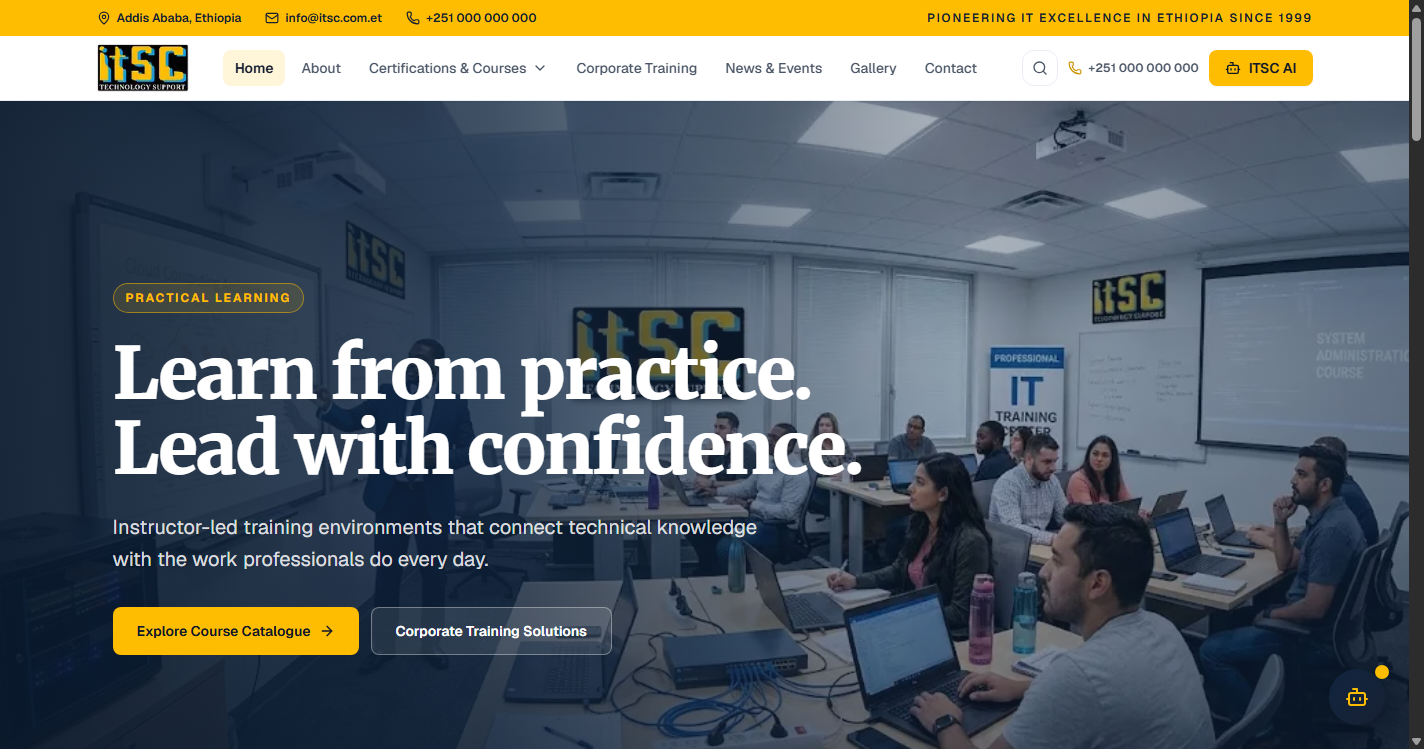 Addis Ababa, Ethiopia info@itsc.com.et +251 000 000 000 PIONEERING IT EXCELLENCE IN ETHIOPIA SINCE 1999
itSC
TECHNOLOGY SUPPORT
Home About Certifications & Courses Corporate Training News & Events Gallery Contact +251 000 000 000 ITSC AI
itSC
itSC
itSC
PRACTICAL LEARNING
SYSTEM
COURSE
PROFESSIONAL
IT
TRAINING
Learn from practice.
Lead with confidence.
Instructor-led training environments that connect technical knowledge
with the work professionals do every day.
Explore Course Catalogue Corporate Training Solutions